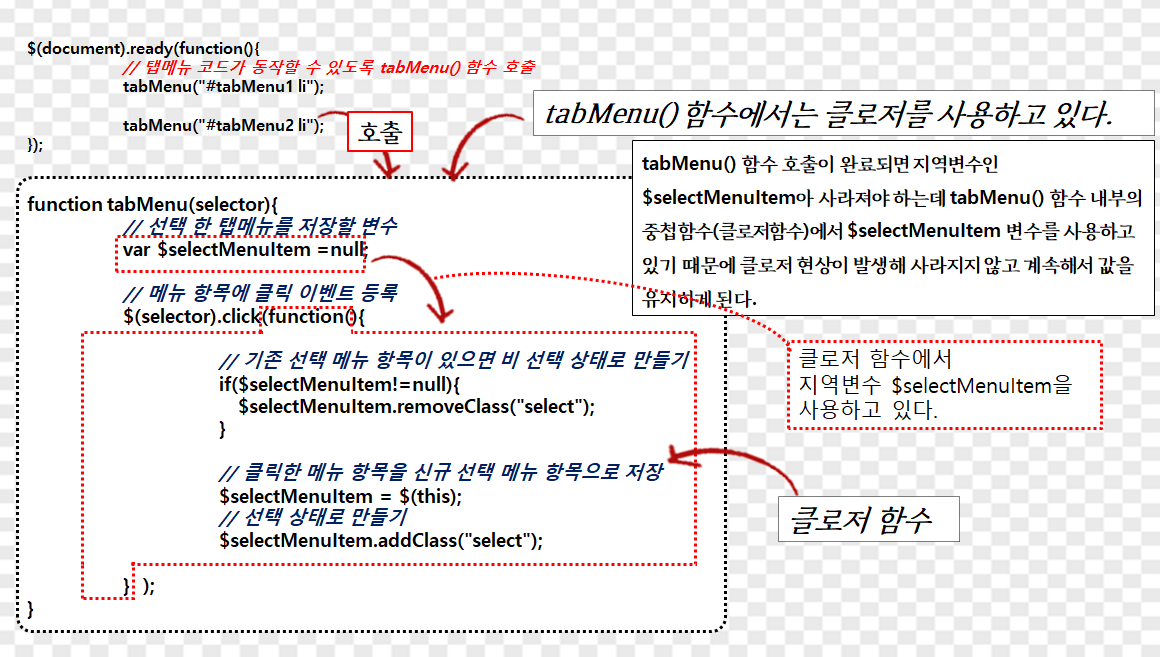 $(document).ready(function(){
// 탭메뉴 코드가 동작할 수 있도록 tabMenu() 함수 호출
tabMenu("#tabMenu1 li");
tabMenu("#tabMenu2 li");
});
호출
tabMenu() 함수에서는 클로저를 사용하고 있다.
tabMenu() 함수 호출이 완료되면 지역변수인
$selectMenuItem아 사라져야 하는데 tabMenu() 함수 내부의
중첩함수(클로저함수)에서 $selectMenuItem 변수를 사용하고
있기 때문에 클로저 현상이 발생해 사라지지 않고 계속해서 값을
유지하게 된다.
function tabMenu(selector){
// 선택 한 탭메뉴를 저장할 변수
var $selectMenuItem =null;
// 메뉴 항목에 클릭 이벤트 등록
$(selector).click(function(){
// 기존 선택 메뉴 항목이 있으면 비 선택 상태로 만들기
if($selectMenuItem!=null){
$selectMenuItem.removeClass("select");
}
클로저 함수에서
지역변수 $selectMenuItem을
사용하고 있다.
// 클릭한 메뉴 항목을 신규 선택 메뉴 항목으로 저장
$selectMenuItem = $(this);
// 선택 상태로 만들기
$selectMenuItem.addClass("select");
클로저 함수
} );
}